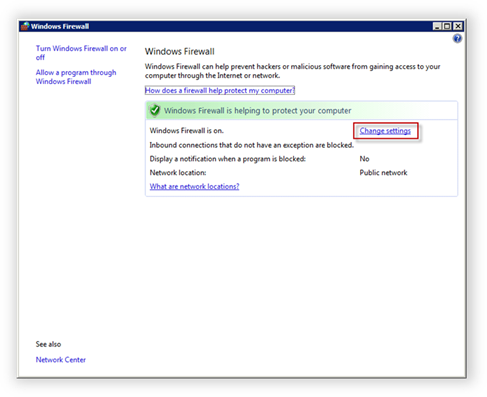 Windows Firewall
Turn Windows Firewall on or
off
Allow a program through
Windows Firewall
Windows Firewall
Windows Firewall can help prevent hackers or malicious software from gaining access to your
computer through the Internet or network.
How does a firewall help protect my computer?
Windows Firewall is helping to protect your computer
Windows Firewall is on. Change settings
Inbound connections that do not have an exception are blocked.
Display a notification when a program is blocked: No
Network location: Public network
What are network locations?
See also
Network Center